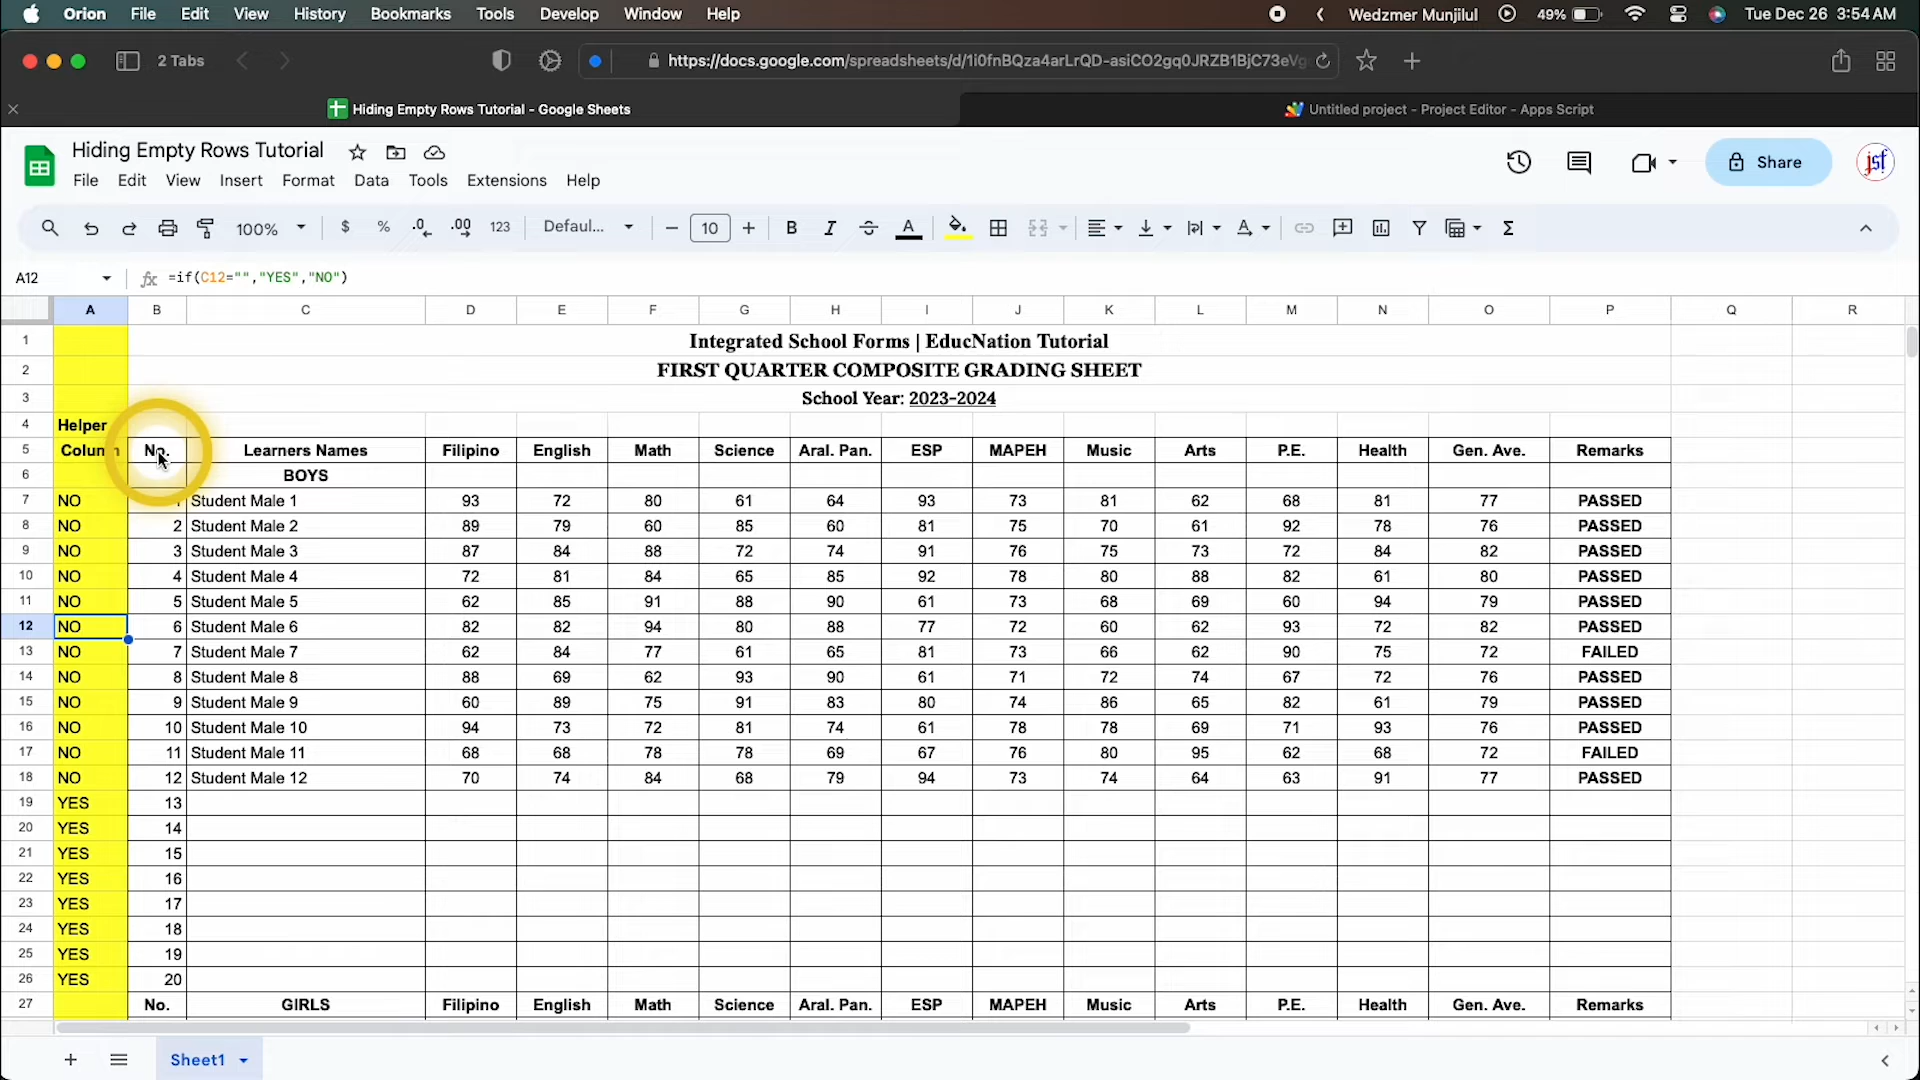 Orion File Edit View History Bookmarks Tools Develop Window Help Wedzmer Munjilul 49% Tue Dec 26 3:54 AM
2 Tabs https://docs.google.com/spreadsheets/d/1i0fnBQza4arLrQD-asiCO2gq0JRZB1BjC73eVg
Hiding Empty Rows Tutorial - Google Sheets Untitled project - Project Editor - Apps Script
Hiding Empty Rows Tutorial
Share jsf
File Edit View Insert Format Data Tools Extensions Help
100% $ % .0 .00 123 Defaul... 10 B I A
A12 fx =if(C12="","YES","NO")
A B C D E F G H I J K L M N O P Q R
1 Integrated School Forms | EducNation Tutorial
2 FIRST QUARTER COMPOSITE GRADING SHEET
3 School Year: 2023-2024
4 Helper
5 Column No. Learners Names Filipino English Math Science Aral. Pan. ESP MAPEH Music Arts P.E. Health Gen. Ave. Remarks
6 BOYS
7 NO 1 Student Male 1 93 72 80 61 64 93 73 81 62 68 81 77 PASSED
8 NO 2 Student Male 2 89 79 60 85 60 81 75 70 61 92 78 76 PASSED
9 NO 3 Student Male 3 87 84 88 72 74 91 76 75 73 72 84 82 PASSED
10 NO 4 Student Male 4 72 81 84 65 85 92 78 80 88 82 61 80 PASSED
11 NO 5 Student Male 5 62 85 91 88 90 61 73 68 69 60 94 79 PASSED
12 NO 6 Student Male 6 82 82 94 80 88 77 72 60 62 93 72 82 PASSED
13 NO 7 Student Male 7 62 84 77 61 65 81 73 66 62 90 75 72 FAILED
14 NO 8 Student Male 8 88 69 62 93 90 61 71 72 74 67 72 76 PASSED
15 NO 9 Student Male 9 60 89 75 91 83 80 74 86 65 82 61 79 PASSED
16 NO 10 Student Male 10 94 73 72 81 74 61 78 78 69 71 93 76 PASSED
17 NO 11 Student Male 11 68 68 78 78 69 67 76 80 95 62 68 72 FAILED
18 NO 12 Student Male 12 70 74 84 68 79 94 73 74 64 63 91 77 PASSED
19 YES 13
20 YES 14
21 YES 15
22 YES 16
23 YES 17
24 YES 18
25 YES 19
26 YES 20
27 No. GIRLS Filipino English Math Science Aral. Pan. ESP MAPEH Music Arts P.E. Health Gen. Ave. Remarks
Sheet1